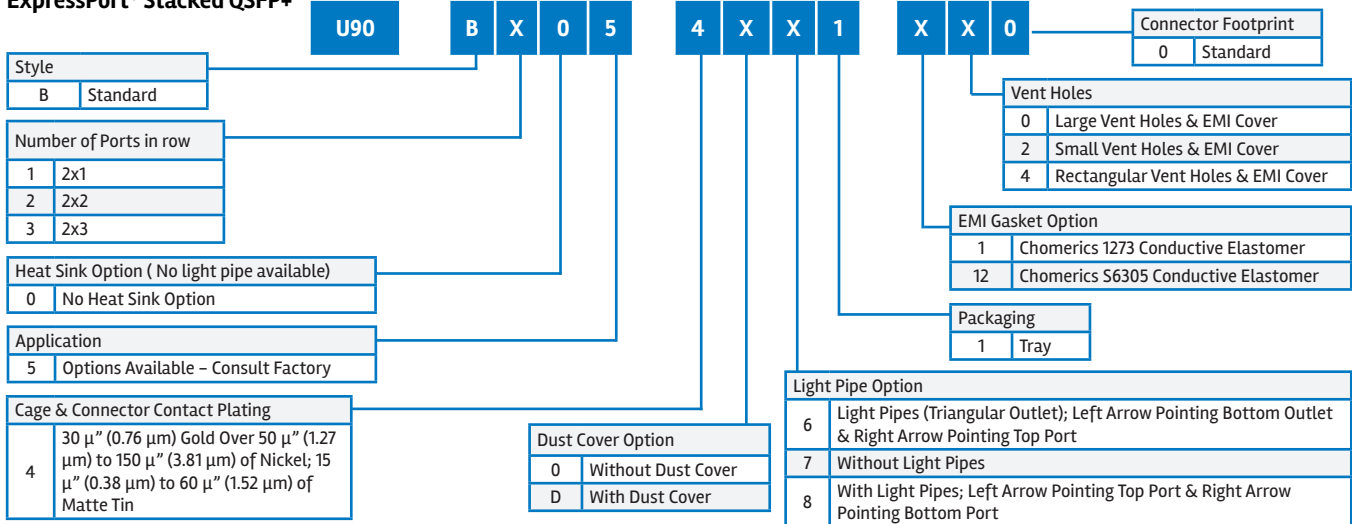 ExpressPort* Stacked QSFP+
U90 B X 0 5 4 X X 1 X X 0
Connector Footprint
0 Standard
Style
B Standard
Vent Holes
0 Large Vent Holes & EMI Cover
2 Small Vent Holes & EMI Cover
4 Rectangular Vent Holes & EMI Cover
Number of Ports in row
1 2x1
2 2x2
3 2x3
EMI Gasket Option
1 Chomerics 1273 Conductive Elastomer
12 Chomerics S6305 Conductive Elastomer
Heat Sink Option ( No light pipe available)
0 No Heat Sink Option
Packaging
1 Tray
Application
5 Options Available – Consult Factory
Light Pipe Option
6 Light Pipes (Triangular Outlet); Left Arrow Pointing Bottom Outlet
& Right Arrow Pointing Top Port
7 Without Light Pipes
8 With Light Pipes; Left Arrow Pointing Top Port & Right Arrow
Pointing Bottom Port
Cage & Connector Contact Plating
4 30 µ” (0.76 µm) Gold Over 50 µ” (1.27
µm) to 150 µ” (3.81 µm) of Nickel; 15
µ” (0.38 µm) to 60 µ” (1.52 µm) of
Matte Tin
Dust Cover Option
0 Without Dust Cover
D With Dust Cover